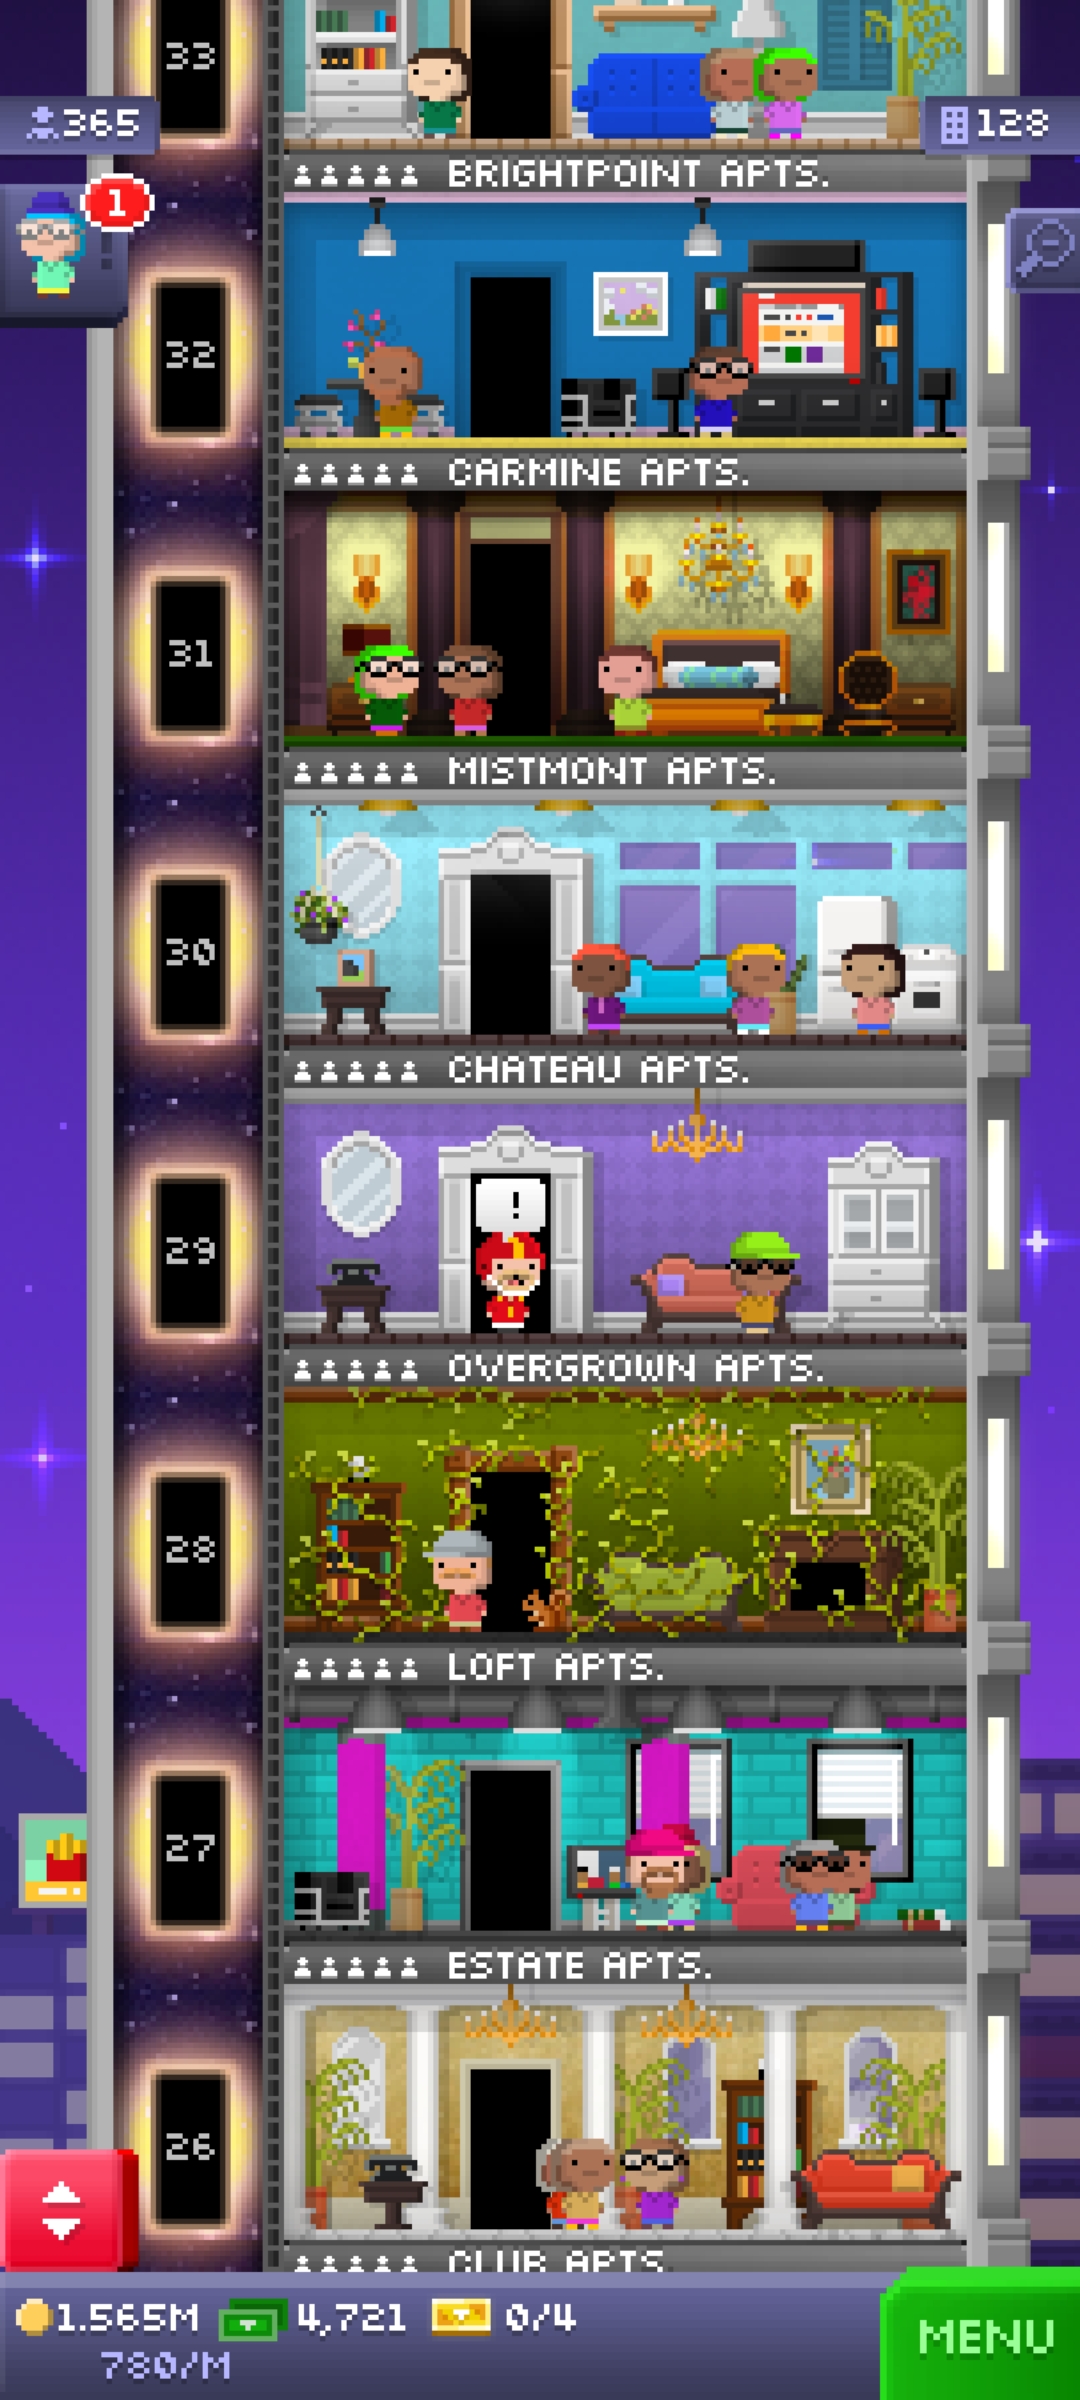 33
365
128
BRIGHTPOINT APTS.
1
32
CARMINE APTS.
31
MISTMONT APTS.
30
CHATEAU APTS.
!
29
OVERGROWN APTS.
28
LOFT APTS.
27
ESTATE APTS.
26
CLUB APTS.
1.565M 4,721 0/4
780/M
MENU